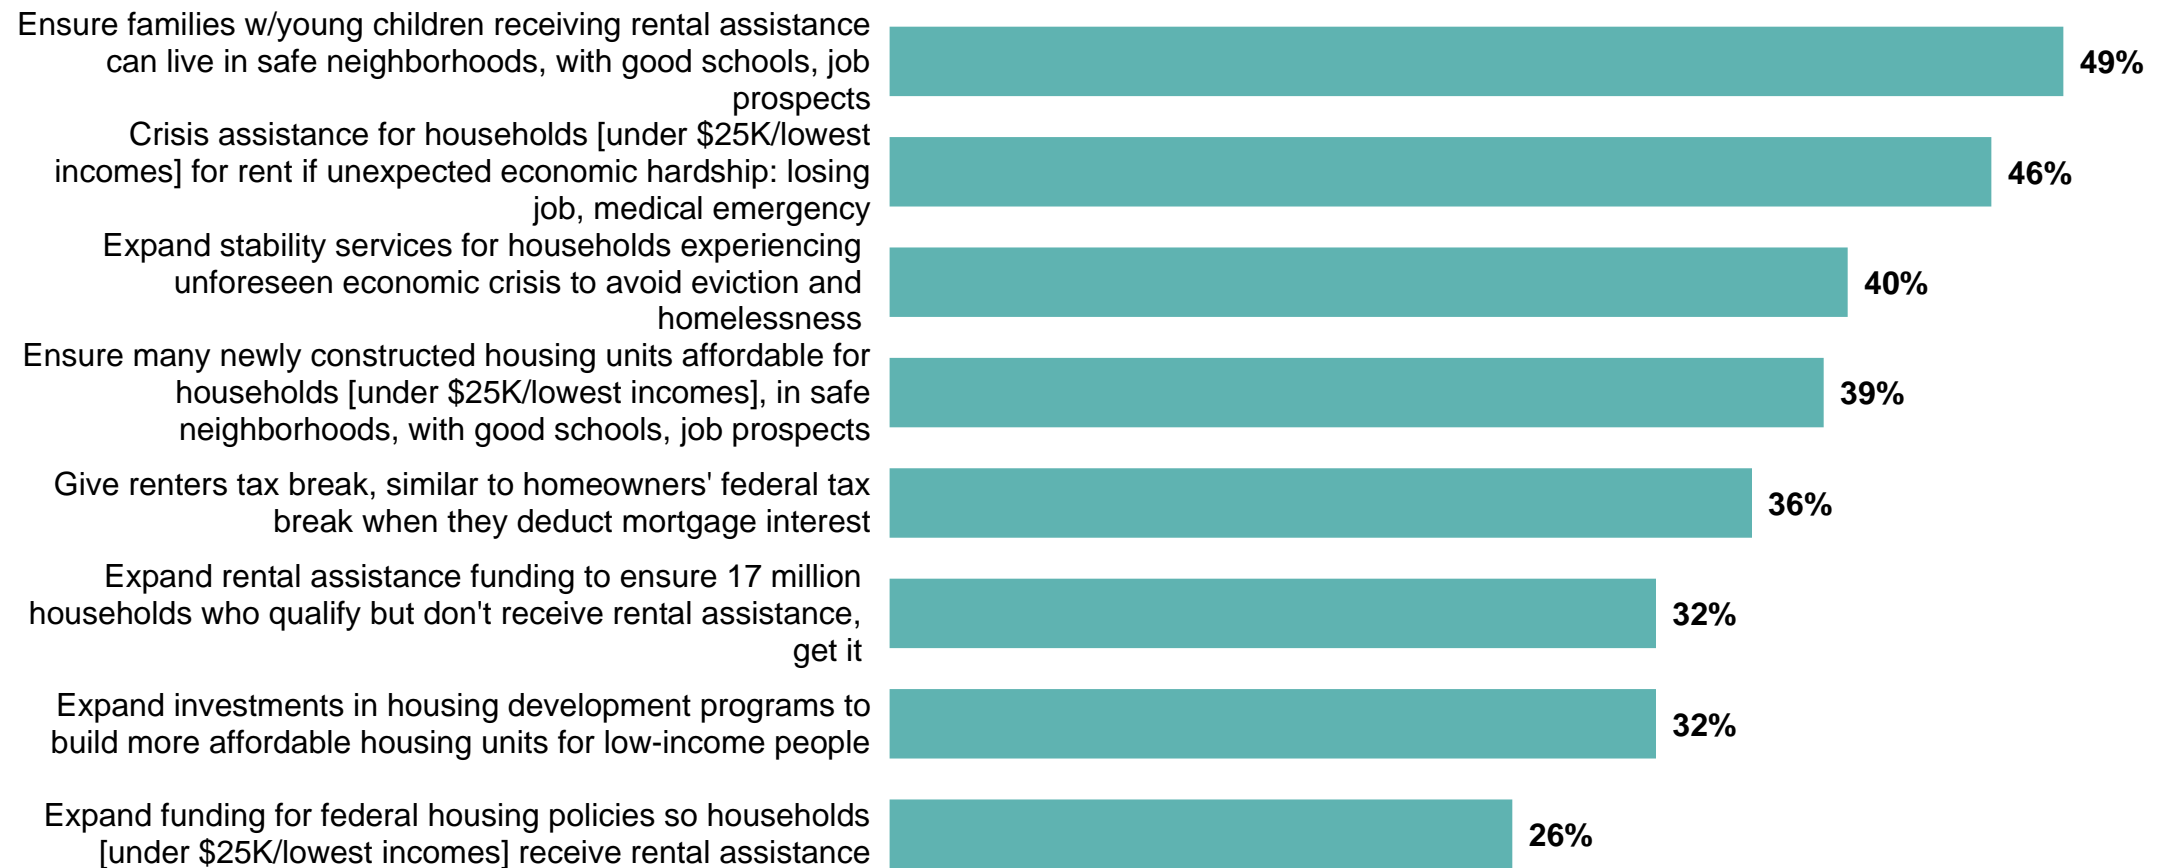 Ensure families w/young children receiving rental assistance
can live in safe neighborhoods, with good schools, job
prospects
49%
Crisis assistance for households [under $25K/lowest
incomes] for rent if unexpected economic hardship: losing
job, medical emergency
46%
Expand stability services for households experiencing
unforeseen economic crisis to avoid eviction and
homelessness
40%
Ensure many newly constructed housing units affordable for
households [under $25K/lowest incomes], in safe
neighborhoods, with good schools, job prospects
39%
Give renters tax break, similar to homeowners' federal tax
break when they deduct mortgage interest
36%
Expand rental assistance funding to ensure 17 million
households who qualify but don't receive rental assistance,
get it
32%
Expand investments in housing development programs to
build more affordable housing units for low-income people
32%
Expand funding for federal housing policies so households
[under $25K/lowest incomes] receive rental assistance
26%